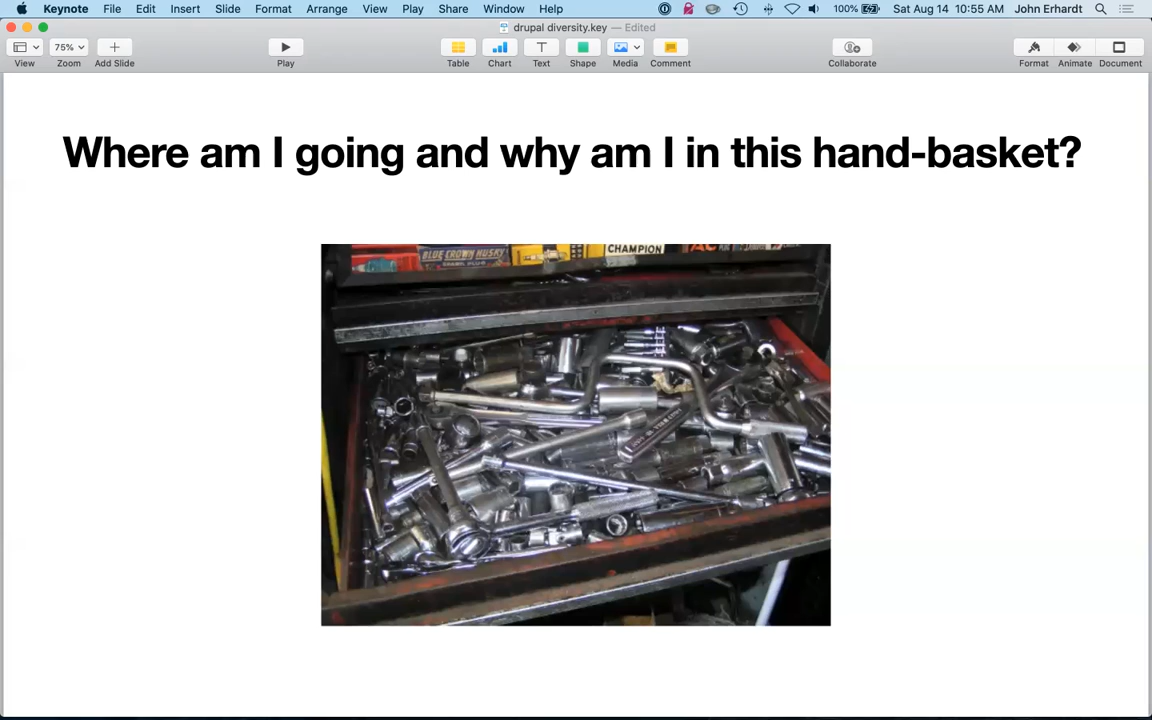 Keynote File Edit Insert Slide Format Arrange View Play Share Window Help 100% Sat Aug 14 10:55 AM John Erhardt
drupal diversity.key — Edited
75%
View Zoom Add Slide Play Table Chart Text Shape Media Comment Collaborate Format Animate Document
Where am I going and why am I in this hand-basket?
BLUE CROWN HUSKY
CHAMPION
AC